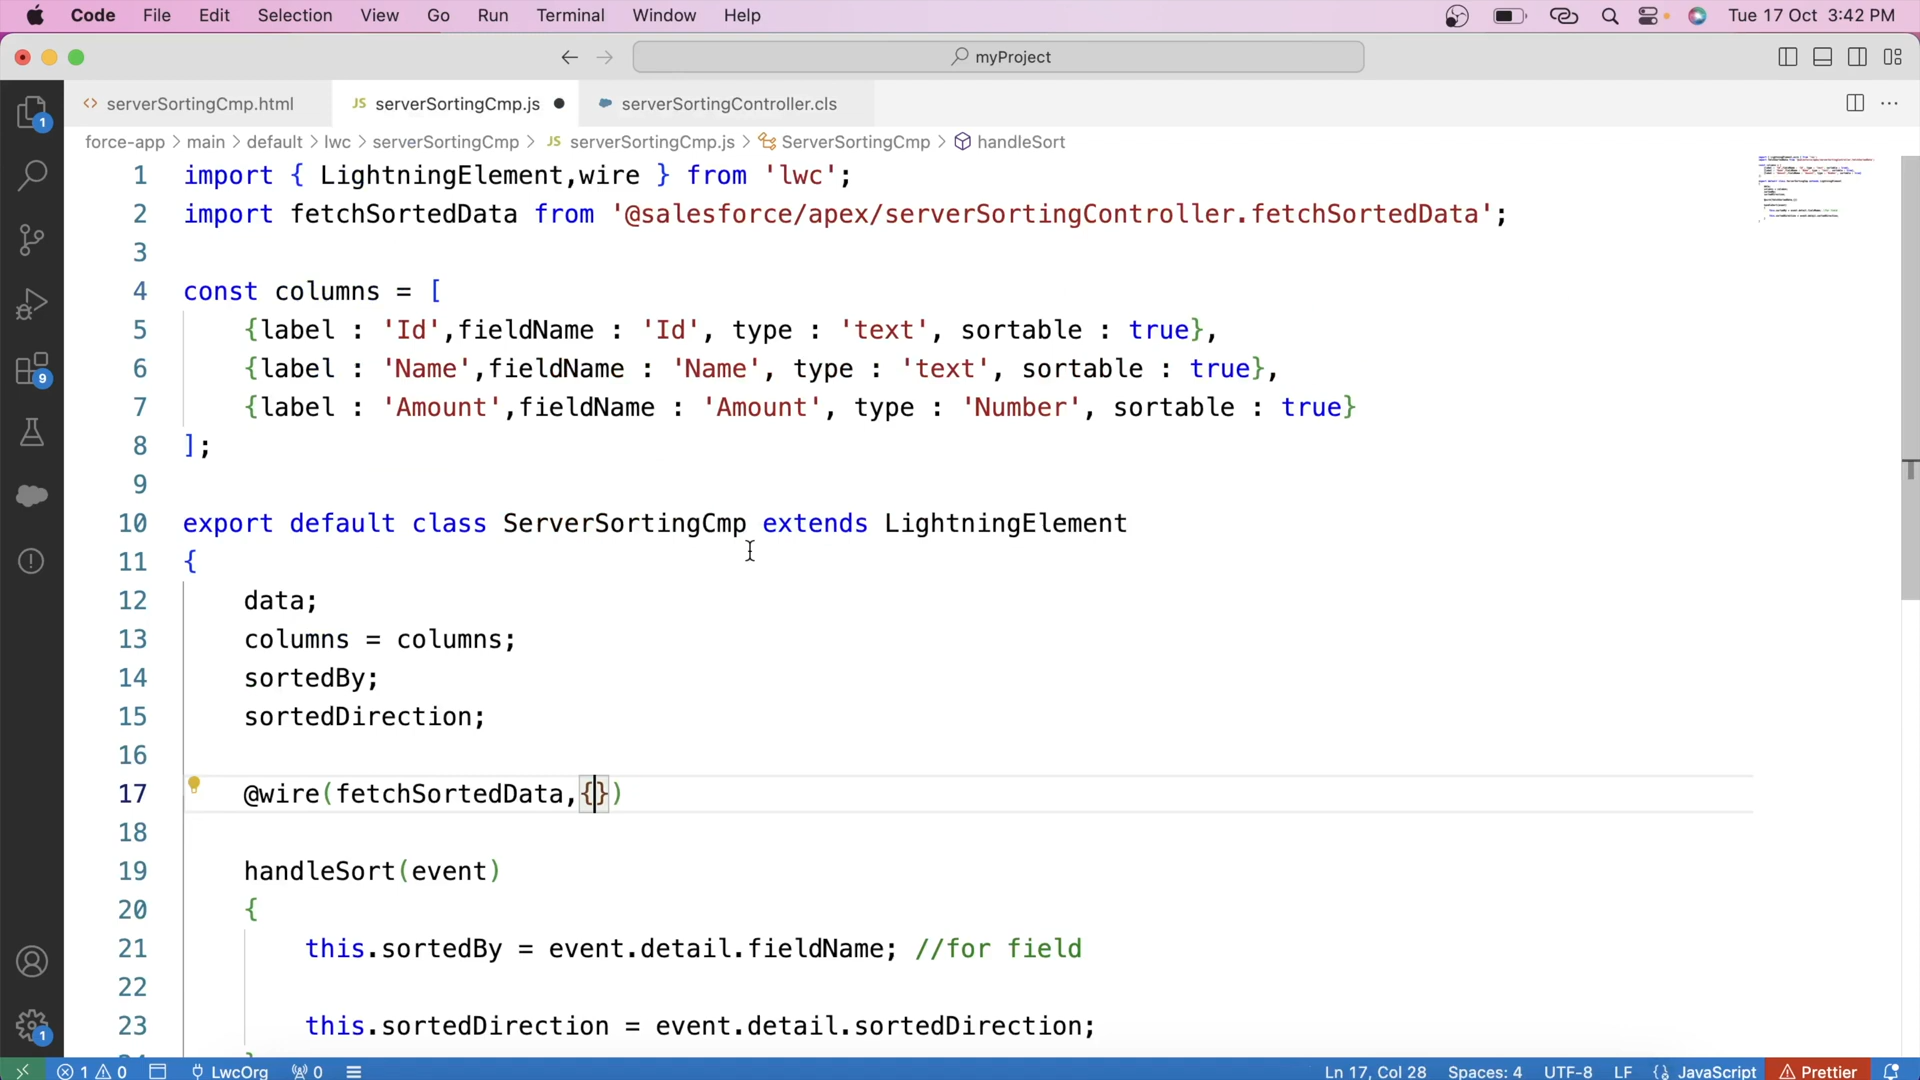 Code File Edit Selection View Go Run Terminal Window Help Tue 17 Oct 3:42 PM
myProject
serverSortingCmp.html JS serverSortingCmp.js serverSortingController.cls
force-app > main > default > lwc > serverSortingCmp > JS serverSortingCmp.js > ServerSortingCmp > handleSort
1 import { LightningElement,wire } from 'lwc';
2 import fetchSortedData from '@salesforce/apex/serverSortingController.fetchSortedData';
3
4 const columns = [
5 {label : 'Id',fieldName : 'Id', type : 'text', sortable : true},
6 {label : 'Name',fieldName : 'Name', type : 'text', sortable : true},
7 {label : 'Amount',fieldName : 'Amount', type : 'Number', sortable : true}
8 ];
9
10 export default class ServerSortingCmp extends LightningElement
11 {
12 data;
13 columns = columns;
14 sortedBy;
15 sortedDirection;
16
17 @wire(fetchSortedData,{})
18
19 handleSort(event)
20 {
21 this.sortedBy = event.detail.fieldName; //for field
22
23 this.sortedDirection = event.detail.sortedDirection;
1
9
1
1 0 LwcOrg 0 Ln 17, Col 28 Spaces: 4 UTF-8 LF {} JavaScript Prettier